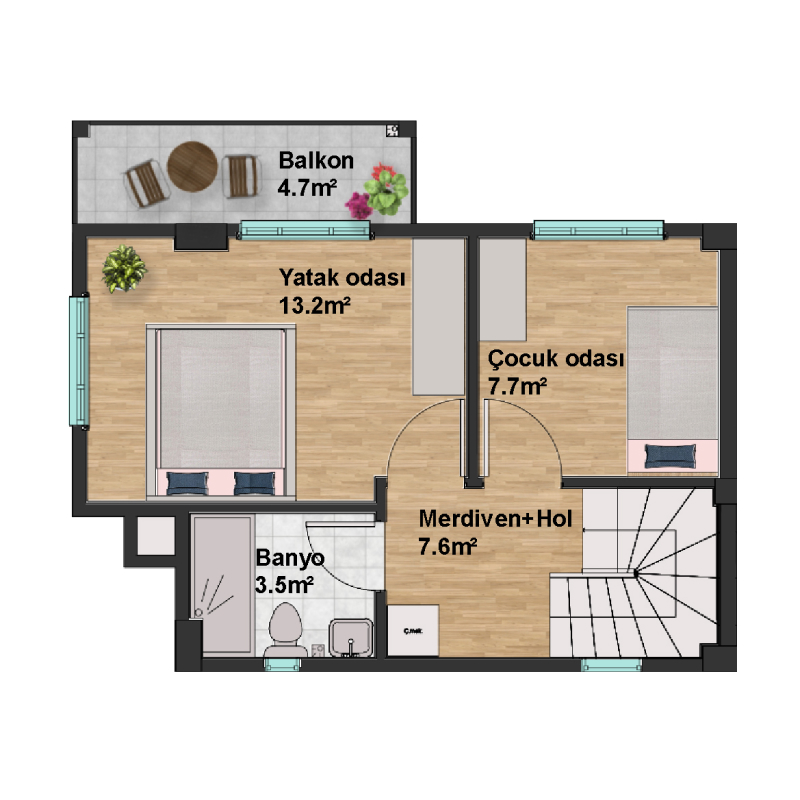 Balkon
4.7m²
Yatak odası
13.2m²
Çocuk odası
7.7m²
Merdiven+Hol
7.6m²
Banyo
3.5m²